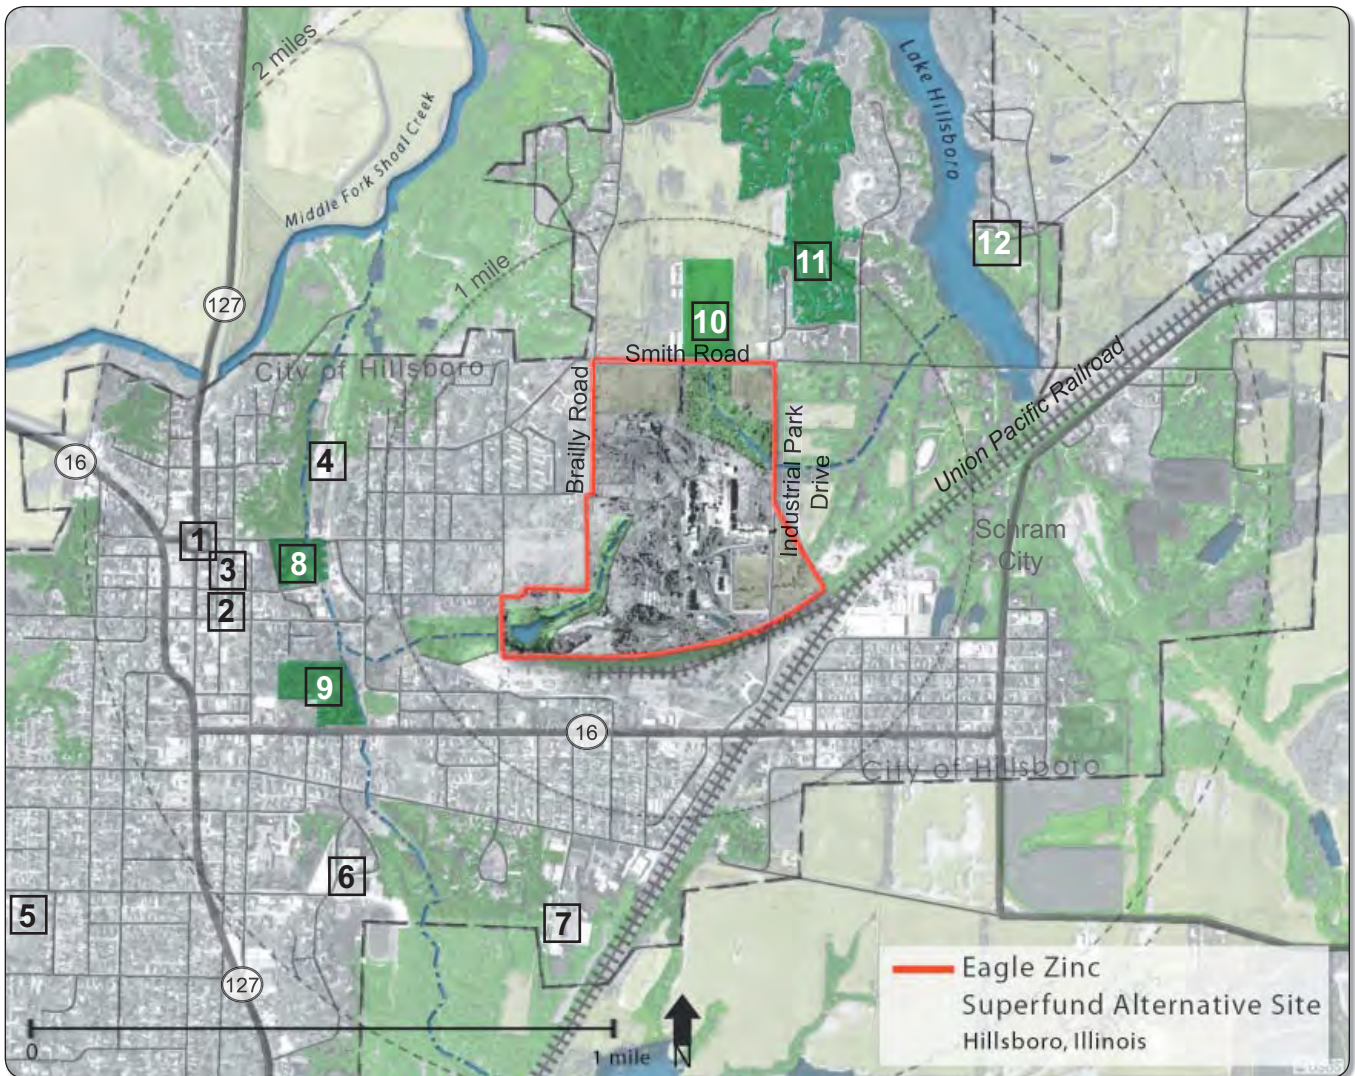 2 miles
Lake Hillsboro
Middle Fork Shoal Creek
12
11
1 mile
127
10
Smith Road
City of Hillsboro
Brailly Road
Union Pacific Railroad
Industrial Park
Drive
16
4
1
3
8
2
Schram
City
9
16
City of Hillsboro
6
5
7
127
Eagle Zinc
Superfund Alternative Site
Hillsboro, Illinois
0
1 mile
N